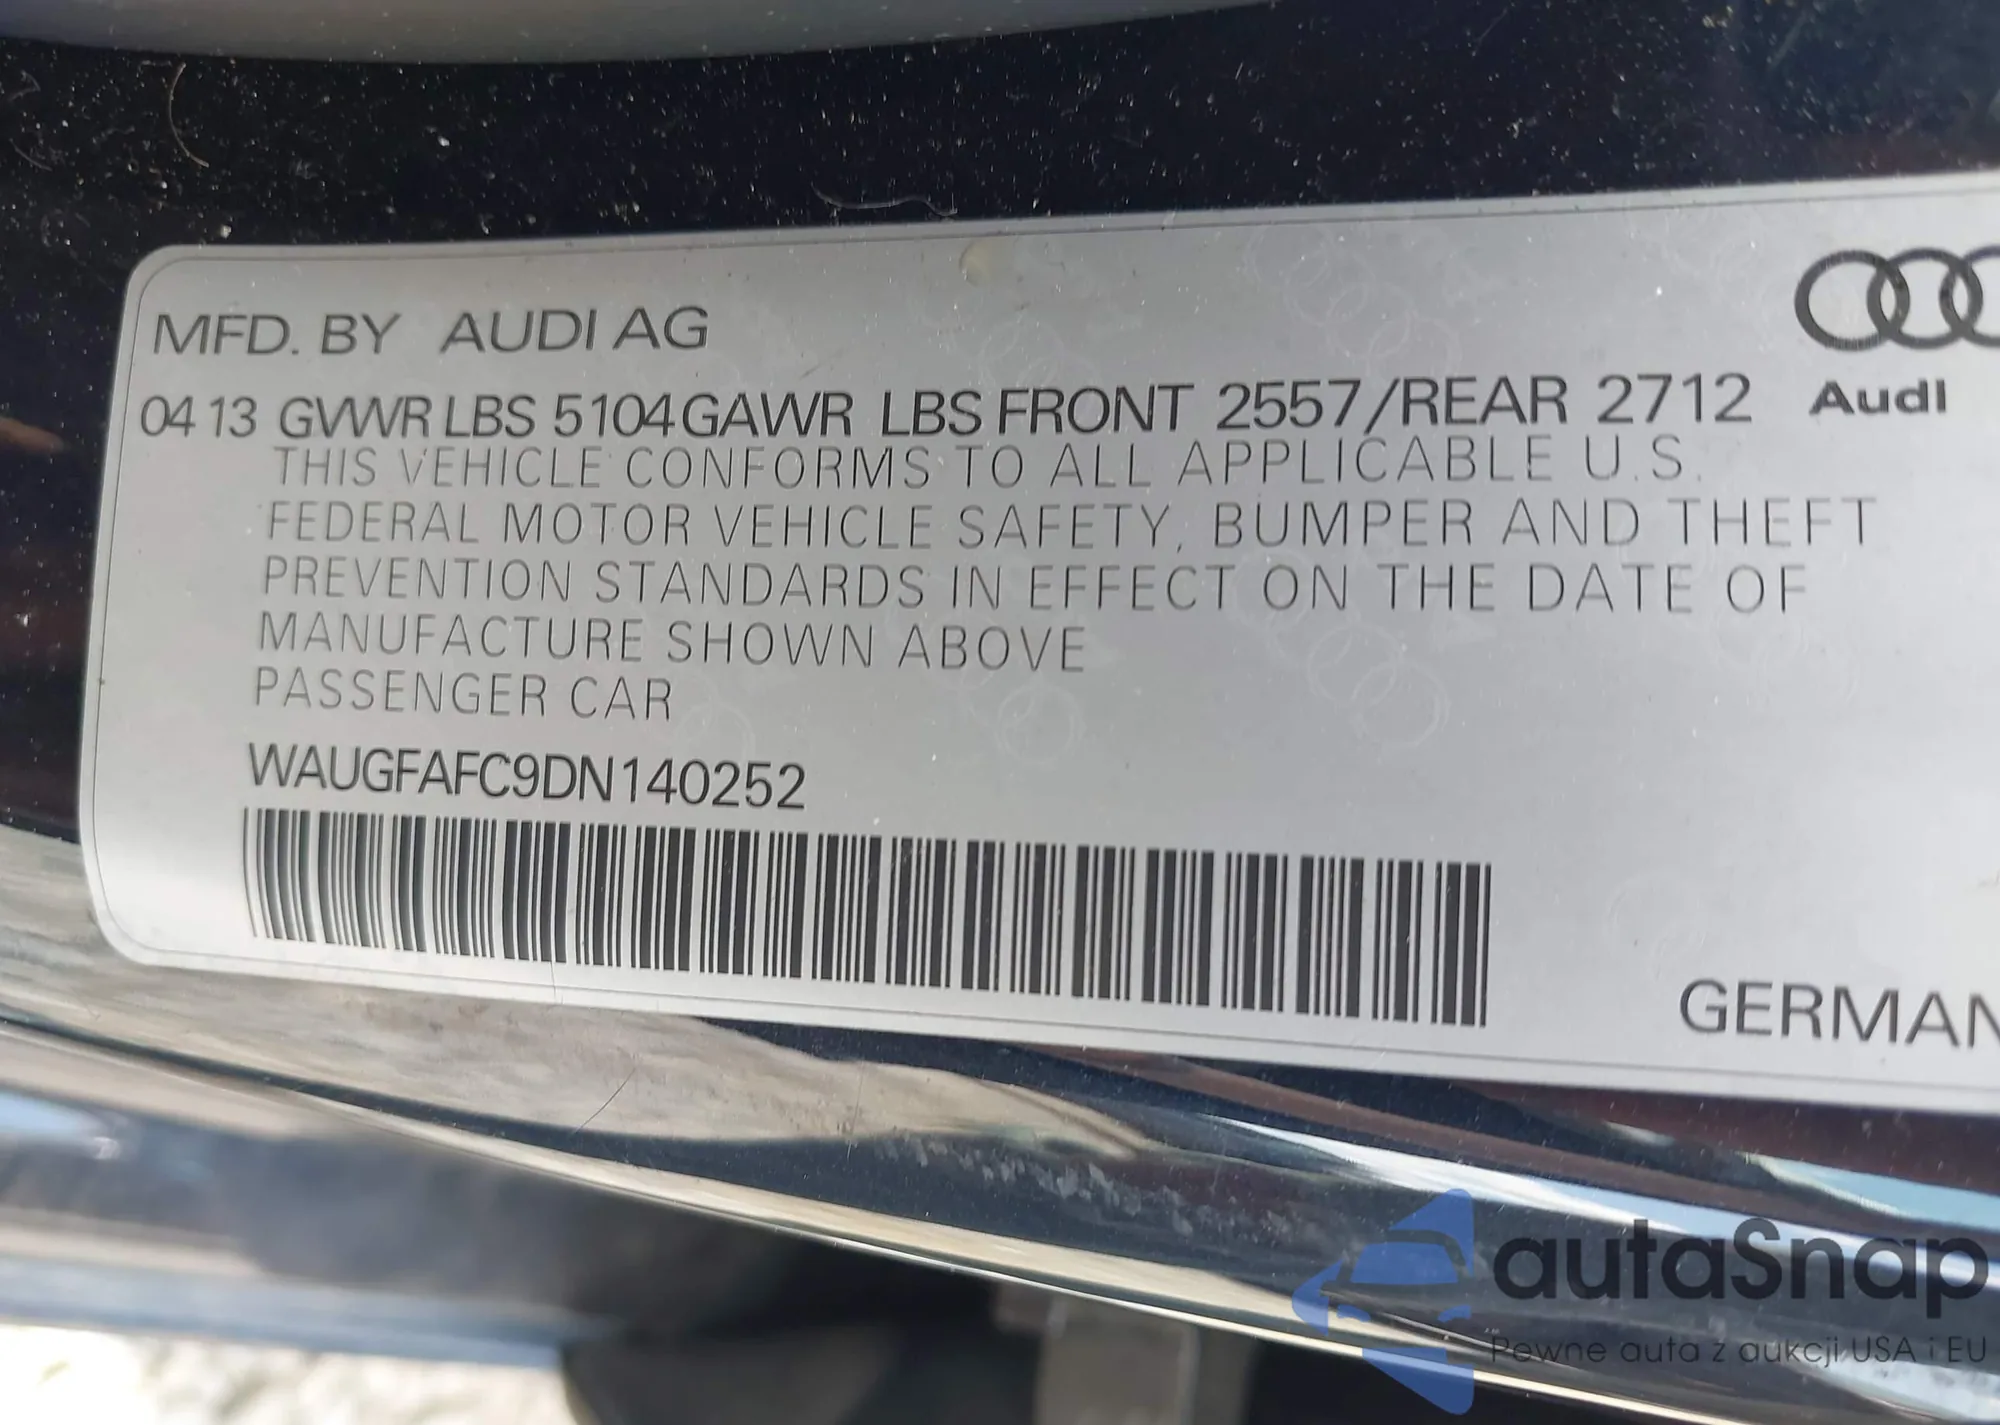 MFD. BY AUDI AG
04 13 GVWR LBS 5104 GAWR LBS FRONT 2557/REAR 2712
Audi
THIS VEHICLE CONFORMS TO ALL APPLICABLE U.S.
FEDERAL MOTOR VEHICLE SAFETY, BUMPER AND THEFT
PREVENTION STANDARDS IN EFFECT ON THE DATE OF
MANUFACTURE SHOWN ABOVE
PASSENGER CAR
WAUGFAFC9DN140252
GERMAN
autaSnap
Pewne auta z aukcji USA i EU